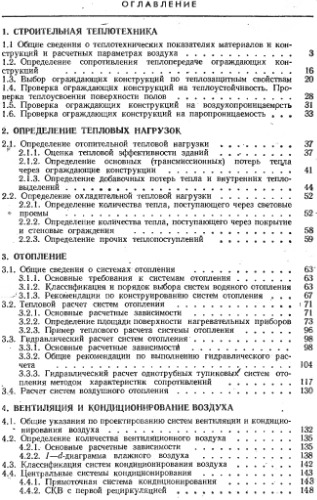 ОГЛАВЛЕНИЕ
1. СТРОИТЕЛЬНАЯ ТЕПЛОТЕХНИКА
1.1 Общие сведения о теплотехнических показателях материалов и кон-
струкций и расчетных параметрах воздуха 3
1.2. Определение сопротивления теплопередаче ограждающих кон-
струкций 16
1.3. Выбор ограждающих конструкций по теплозащитным свойствам 20
1.4. Проверка ограждающих конструкций на теплоустойчивость. Про-
верка теплоусвоения поверхности полов 28
1.5. Проверка ограждающих конструкций на воздухопроницаемость 31
1.6. Проверка ограждающих конструкций на паропроницаемость 33
2. ОПРЕДЕЛЕНИЕ ТЕПЛОВЫХ НАГРУЗОК
2.1. Определение отопительной тепловой нагрузки 37
2.1.1. Оценка тепловой эффективности зданий 37
2.1.2. Определение основных (трансмиссионных) потерь тепла
через ограждающие конструкции 41
2.1.3. Определение добавочных потерь тепла и внутренних тепло-
выделений 44
2.2. Определение охладительной тепловой нагрузки 52
2.2.1. Определение количества тепла, поступающего через световые
проемы 52
2.2.2. Определение количества тепла, поступающего через покрытие
и стеновые ограждения 58
2.2.3. Определение прочих теплопоступлений 59
3. ОТОПЛЕНИЕ
3.1. Общие сведения о системах отопления 63
3.1.1. Основные требования к системам отопления 63
3.1.2. Классификация и порядок выбора систем водяного отопления 63
3.1.3. Рекомендации по конструированию систем отопления 67
3.2. Тепловой расчет систем отопления 71
3.2.1. Основные расчетные зависимости 71
3.2.2. Определение площади поверхности нагревательных приборов 73
3.2.3. Пример теплового расчета системы отопления 96
3.3. Гидравлический расчет систем отопления 98
3.3.1. Основные расчетные зависимости 98
3.3.2. Общие рекомендации по выполнению гидравлического рас-
чета 104
3.3.3. Гидравлический расчет однотрубных тупиковых систем ото-
пления методом характеристик сопротивлений 117
3.4. Расчет систем воздушного отопления 130
4. ВЕНТИЛЯЦИЯ И КОНДИЦИОНИРОВАНИЕ ВОЗДУХА
4.1. Общие указания по проектированию систем вентиляции и кондицио-
нирования воздуха 132
4.2. Определение количества вентиляционного воздуха 135
4.2.1. Основные расчетные зависимости 135
4.2.2. I—d-диаграмма влажного воздуха 138
4.3. Классификация систем кондиционирования воздуха 142
4.4. Центральные системы кондиционирования 143
4.4.1. Прямоточная система кондиционирования 143
4.4.2. СКВ с первой рециркуляцией 148